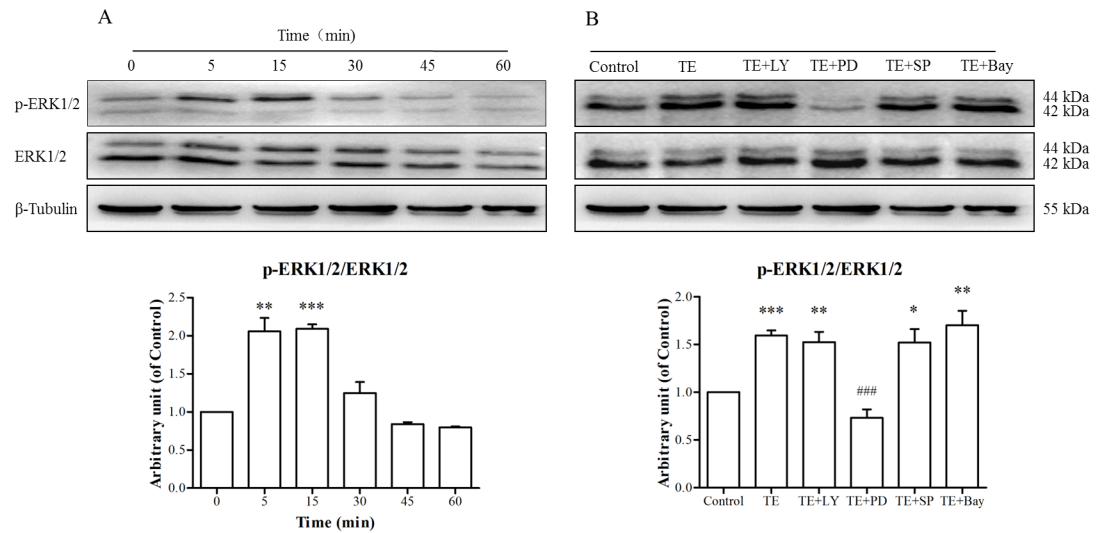 A
Time（min)
0 5 15 30 45 60
p-ERK1/2
ERK1/2
β-Tubulin
B
Control TE TE+LY TE+PD TE+SP TE+Bay
44 kDa
42 kDa
44 kDa
42 kDa
55 kDa
p-ERK1/2/ERK1/2
Arbitrary unit (of Control)
2.5
2.0
1.5
1.0
0.5
0.0
** ***
0 5 15 30 45 60
Time (min)
p-ERK1/2/ERK1/2
Arbitrary unit (of Control)
2.0
1.5
1.0
0.5
0.0
*** ** ### * **
Control TE TE+LY TE+PD TE+SP TE+Bay